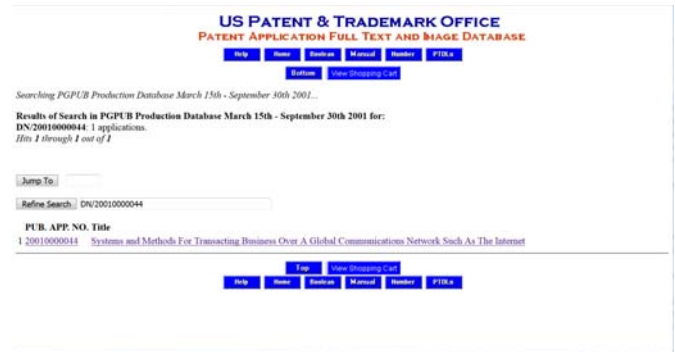 US PATENT & TRADEMARK OFFICE
PATENT APPLICATION FULL TEXT AND IMAGE DATABASE
Help Home Boolean Manual Number PTDLs
Bottom View Shopping Cart
Searching PGPUB Production Database March 15th - September 30th 2001...
Results of Search in PGPUB Production Database March 15th - September 30th 2001 for:
DN/20010000044: 1 applications.
Hits 1 through 1 out of 1
Jump To
Refine Search DN/20010000044
PUB. APP. NO. Title
1 20010000044 Systems and Methods For Transacting Business Over A Global Communications Network Such As The Internet
Top View Shopping Cart
Help Home Boolean Manual Number PTDLs